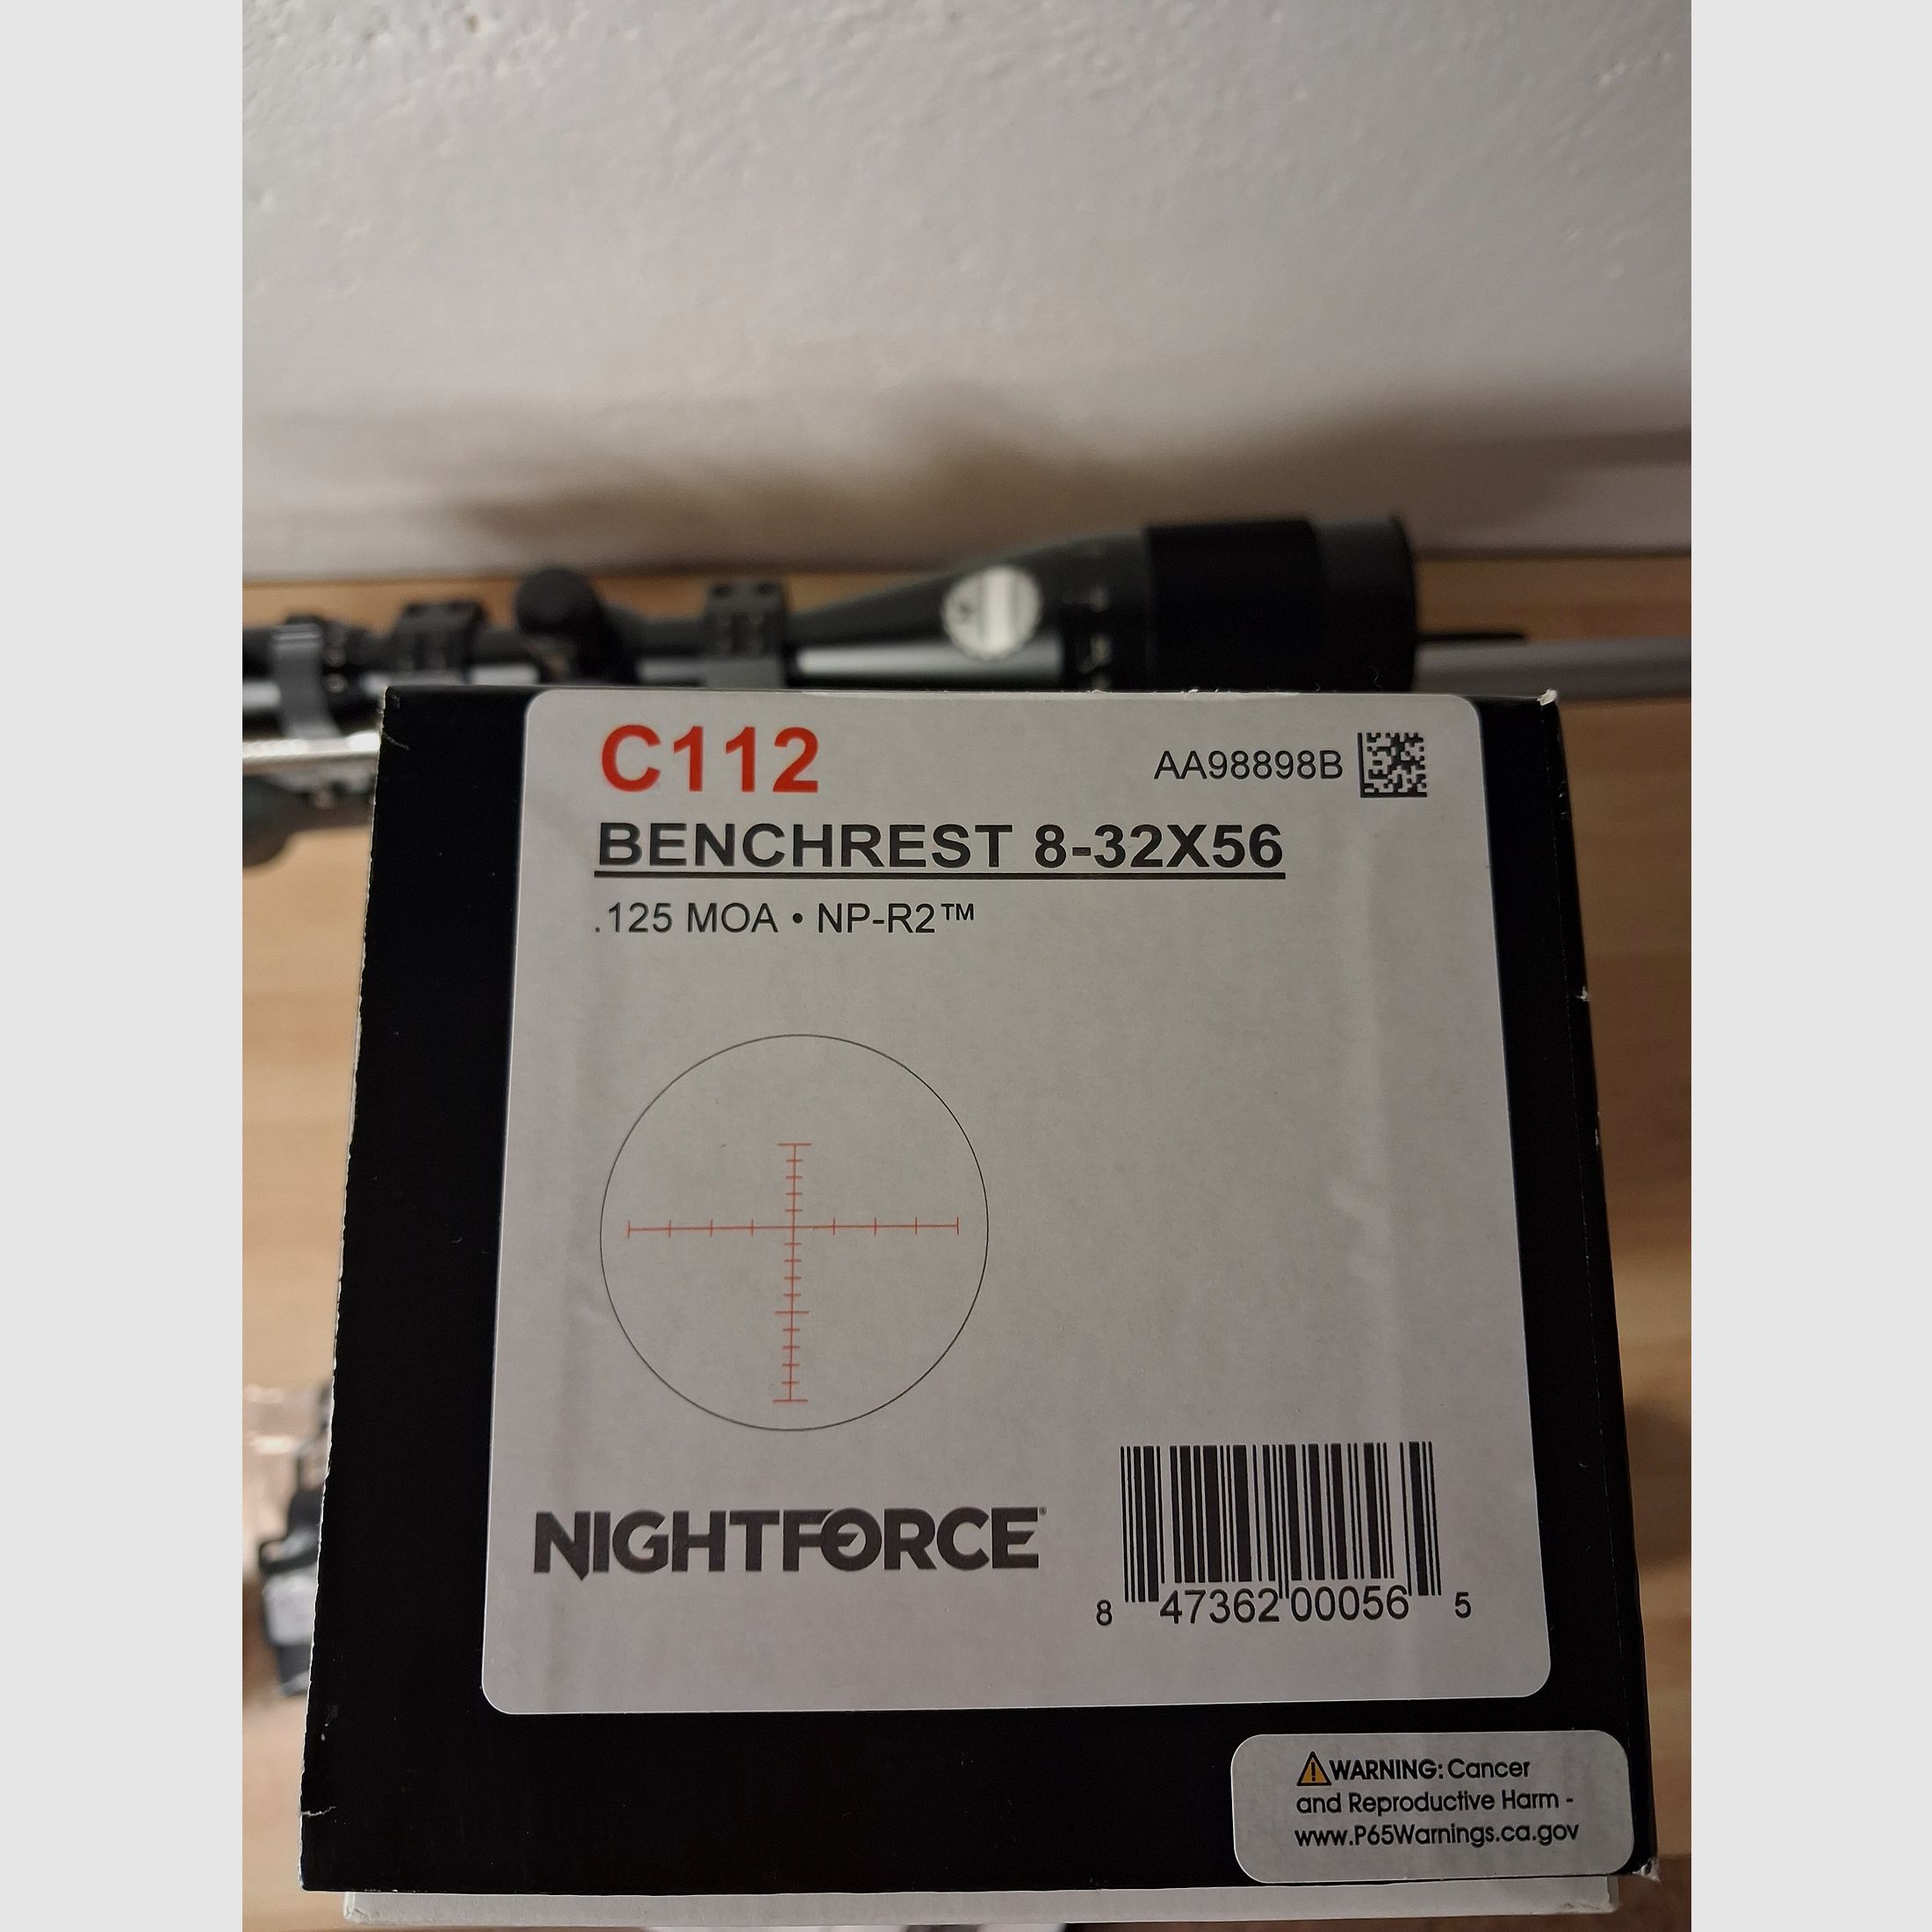 C112
AA98898B
BENCHREST 8-32X56
.125 MOA • NP-R2™
NIGHTFORCE®
8 47362 00056 5
⚠WARNING: Cancer
and Reproductive Harm -
www.P65Warnings.ca.gov